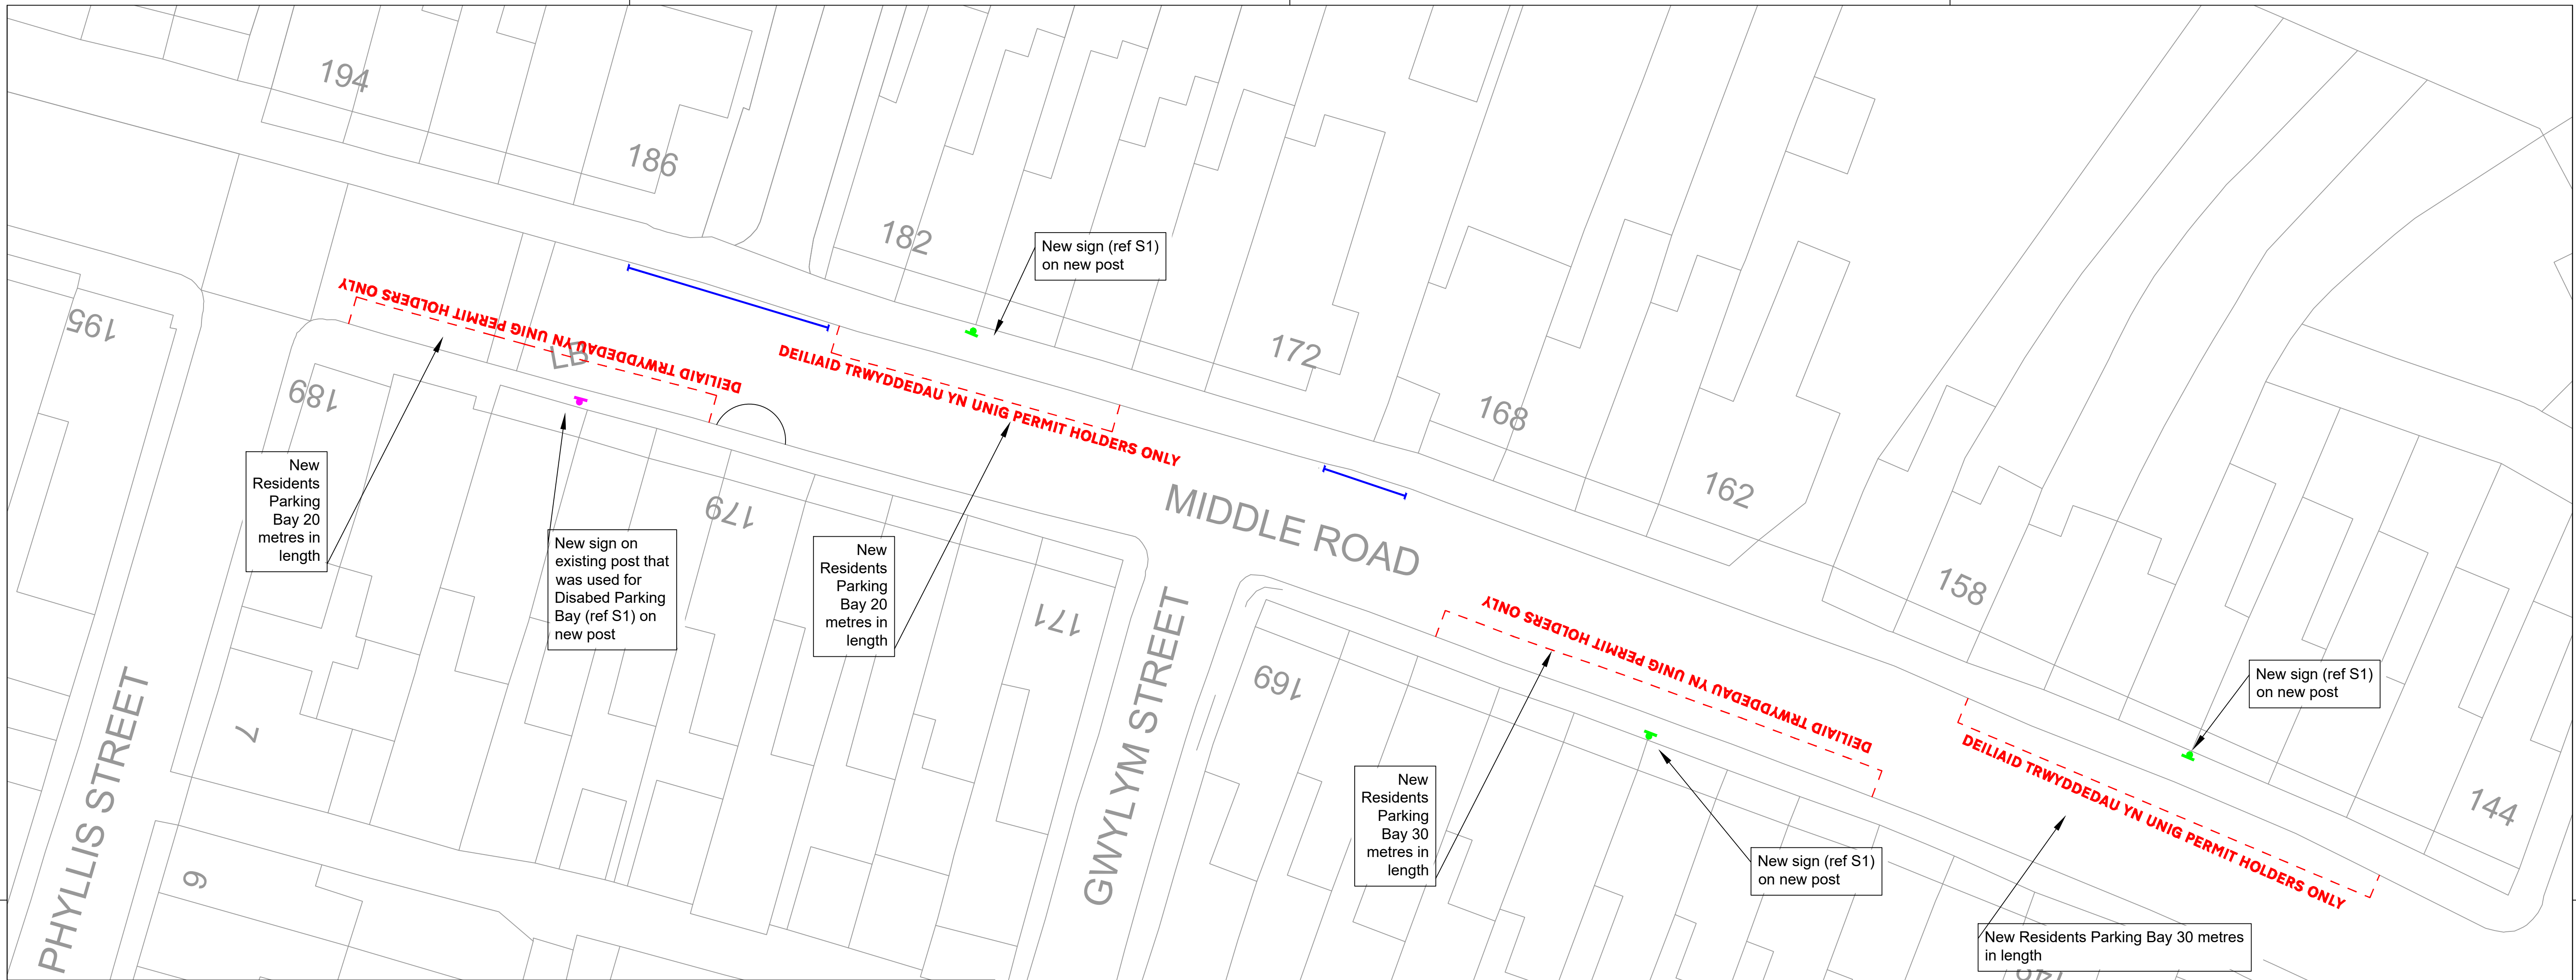 194
186
182
New sign (ref S1)
on new post
172
168
162
158
144
195
189
DEILIAID TRWYDDEDAU YN UNIG PERMIT HOLDERS ONLY
LB
DEILIAID TRWYDDEDAU YN UNIG PERMIT HOLDERS ONLY
New
Residents
Parking
Bay 20
metres in
length
New sign on
existing post that
was used for
Disabed Parking
Bay (ref S1) on
new post
179
New
Residents
Parking
Bay 20
metres in
length
171
MIDDLE ROAD
169
DEILIAID TRWYDDEDAU YN UNIG PERMIT HOLDERS ONLY
New sign (ref S1)
on new post
DEILIAID TRWYDDEDAU YN UNIG PERMIT HOLDERS ONLY
7
PHYLLIS STREET
GWYLYM STREET
New
Residents
Parking
Bay 30
metres in
length
New sign (ref S1)
on new post
6
New Residents Parking Bay 30 metres
in length